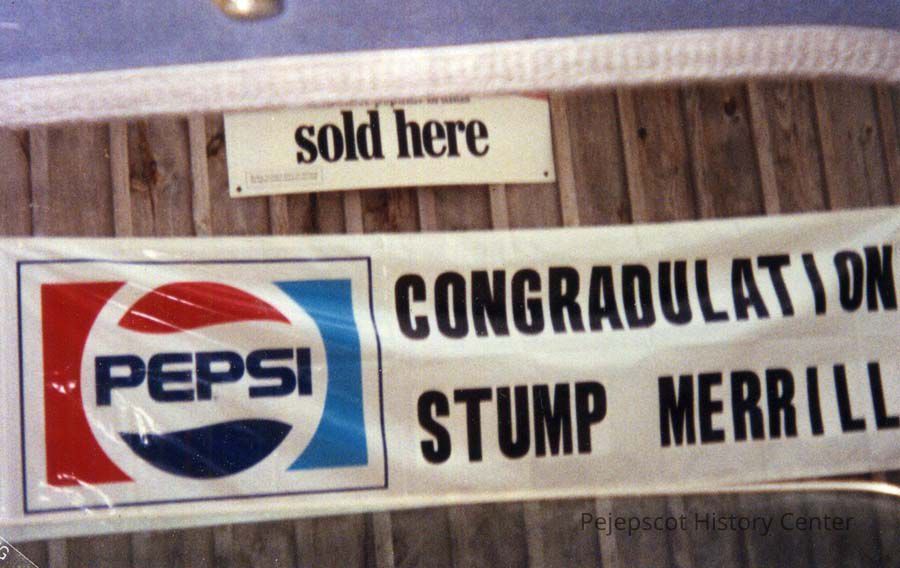 sold here
PEPSI
CONGRADULATION
STUMP MERRILL
Pejepscot History Center